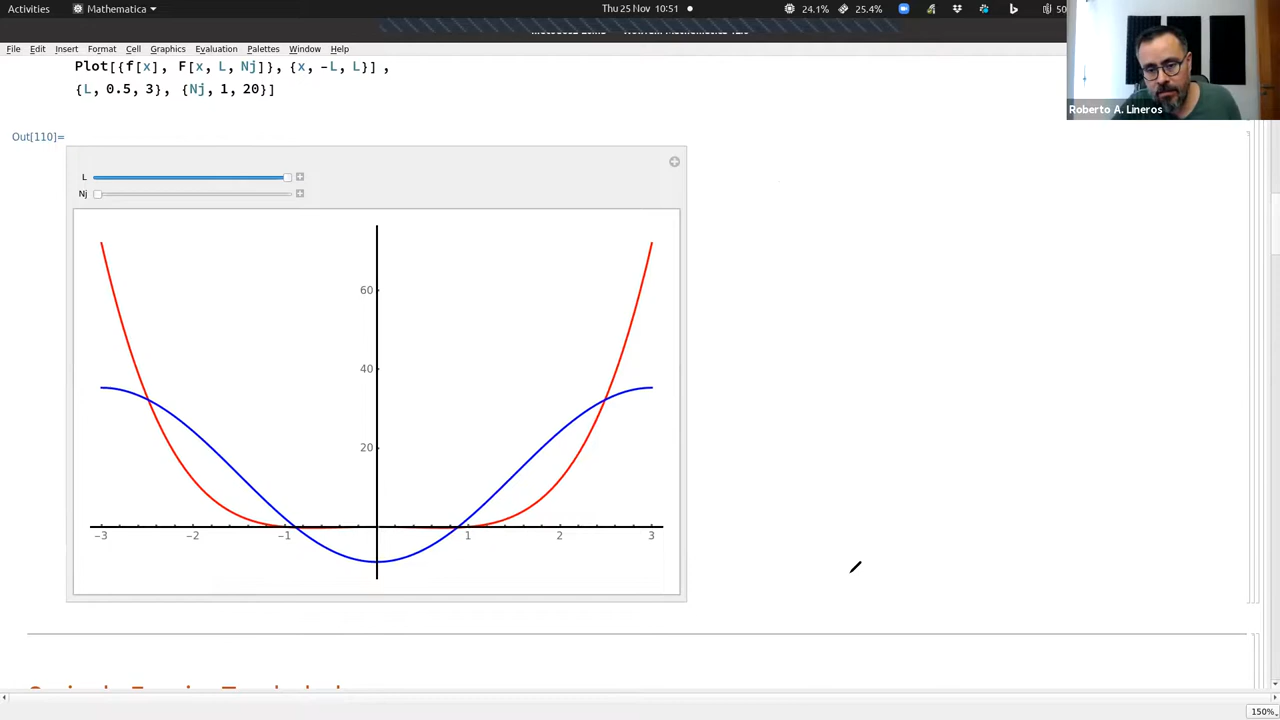 Activities Mathematica Thu 25 Nov 10:51 24.1% 25.4% 50
File Edit Insert Format Cell Graphics Evaluation Palettes Window Help
Plot[{f[x], F[x, L, Nj]}, {x, -L, L}] ,
{L, 0.5, 3}, {Nj, 1, 20}]
Roberto A. Lineros
Out[110]=
L
Nj
60
40
20
-3 -2 -1 1 2 3
150%